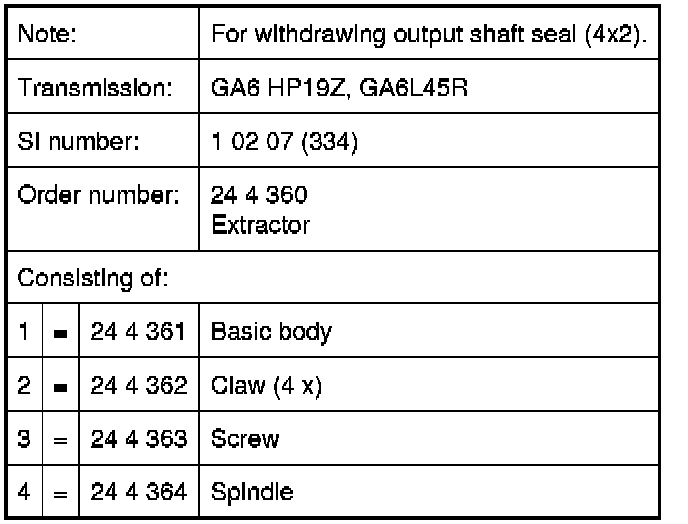 Note: For withdrawing output shaft seal (4x2).
Transmission: GA6 HP19Z, GA6L45R
SI number: 1 02 07 (334)
Order number: 24 4 360
Extractor
Consisting of:
1 = 24 4 361 Basic body
2 = 24 4 362 Claw (4 x)
3 = 24 4 363 Screw
4 = 24 4 364 Spindle